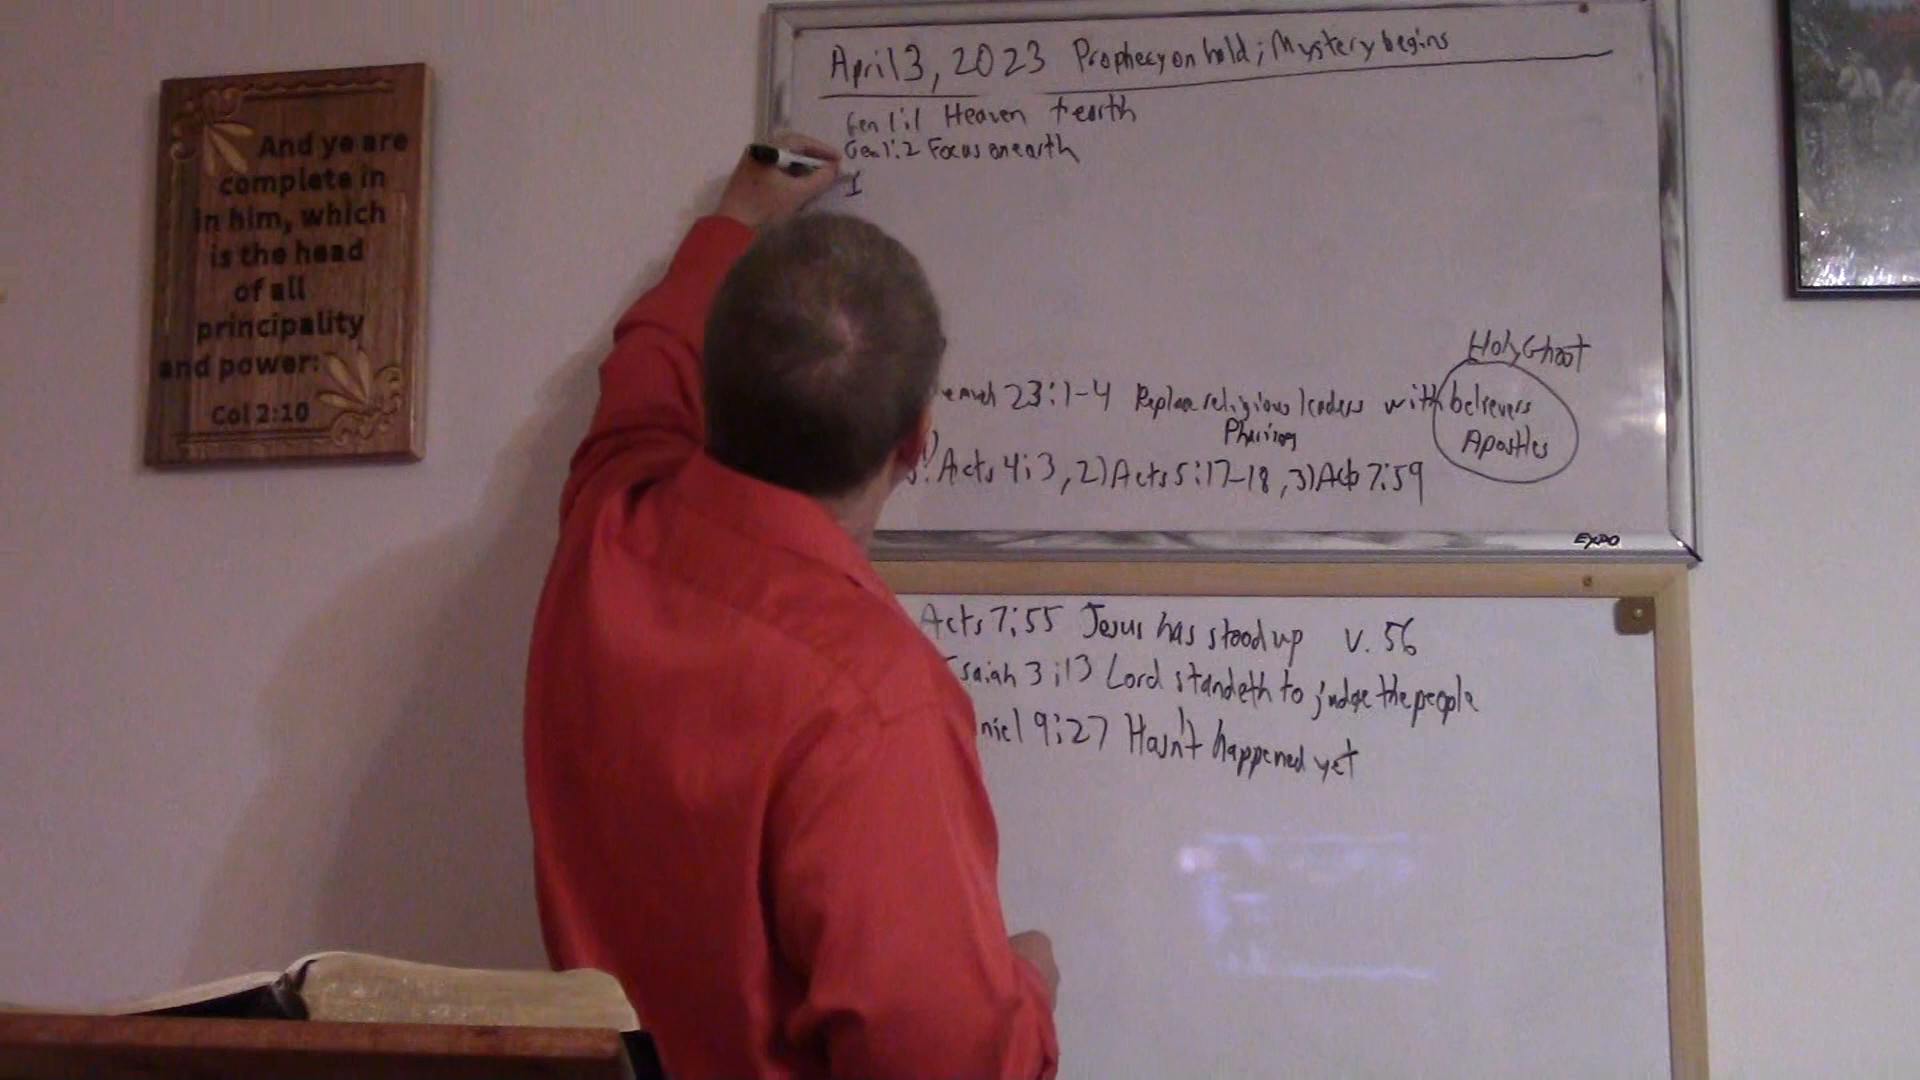 And ye are
complete in
in him, which
is the head
of all
principality
and power:
Col 2:10
April 3, 2023 Prophecy on hold; Mystery begins
Gen 1:1 Heaven + earth
Gen 1:2 Focus on earth
I
Holy Ghost
23:1-4 Replace religious leaders with believers
Pharisees
Apostles
1) Acts 4:3, 2) Acts 5:17-18, 3) Acts 7:59
EXPO
Acts 7:55 Jesus has stood up v. 56
Isaiah 3:13 Lord standeth to judge the people
niel 9:27 Hasn't happened yet